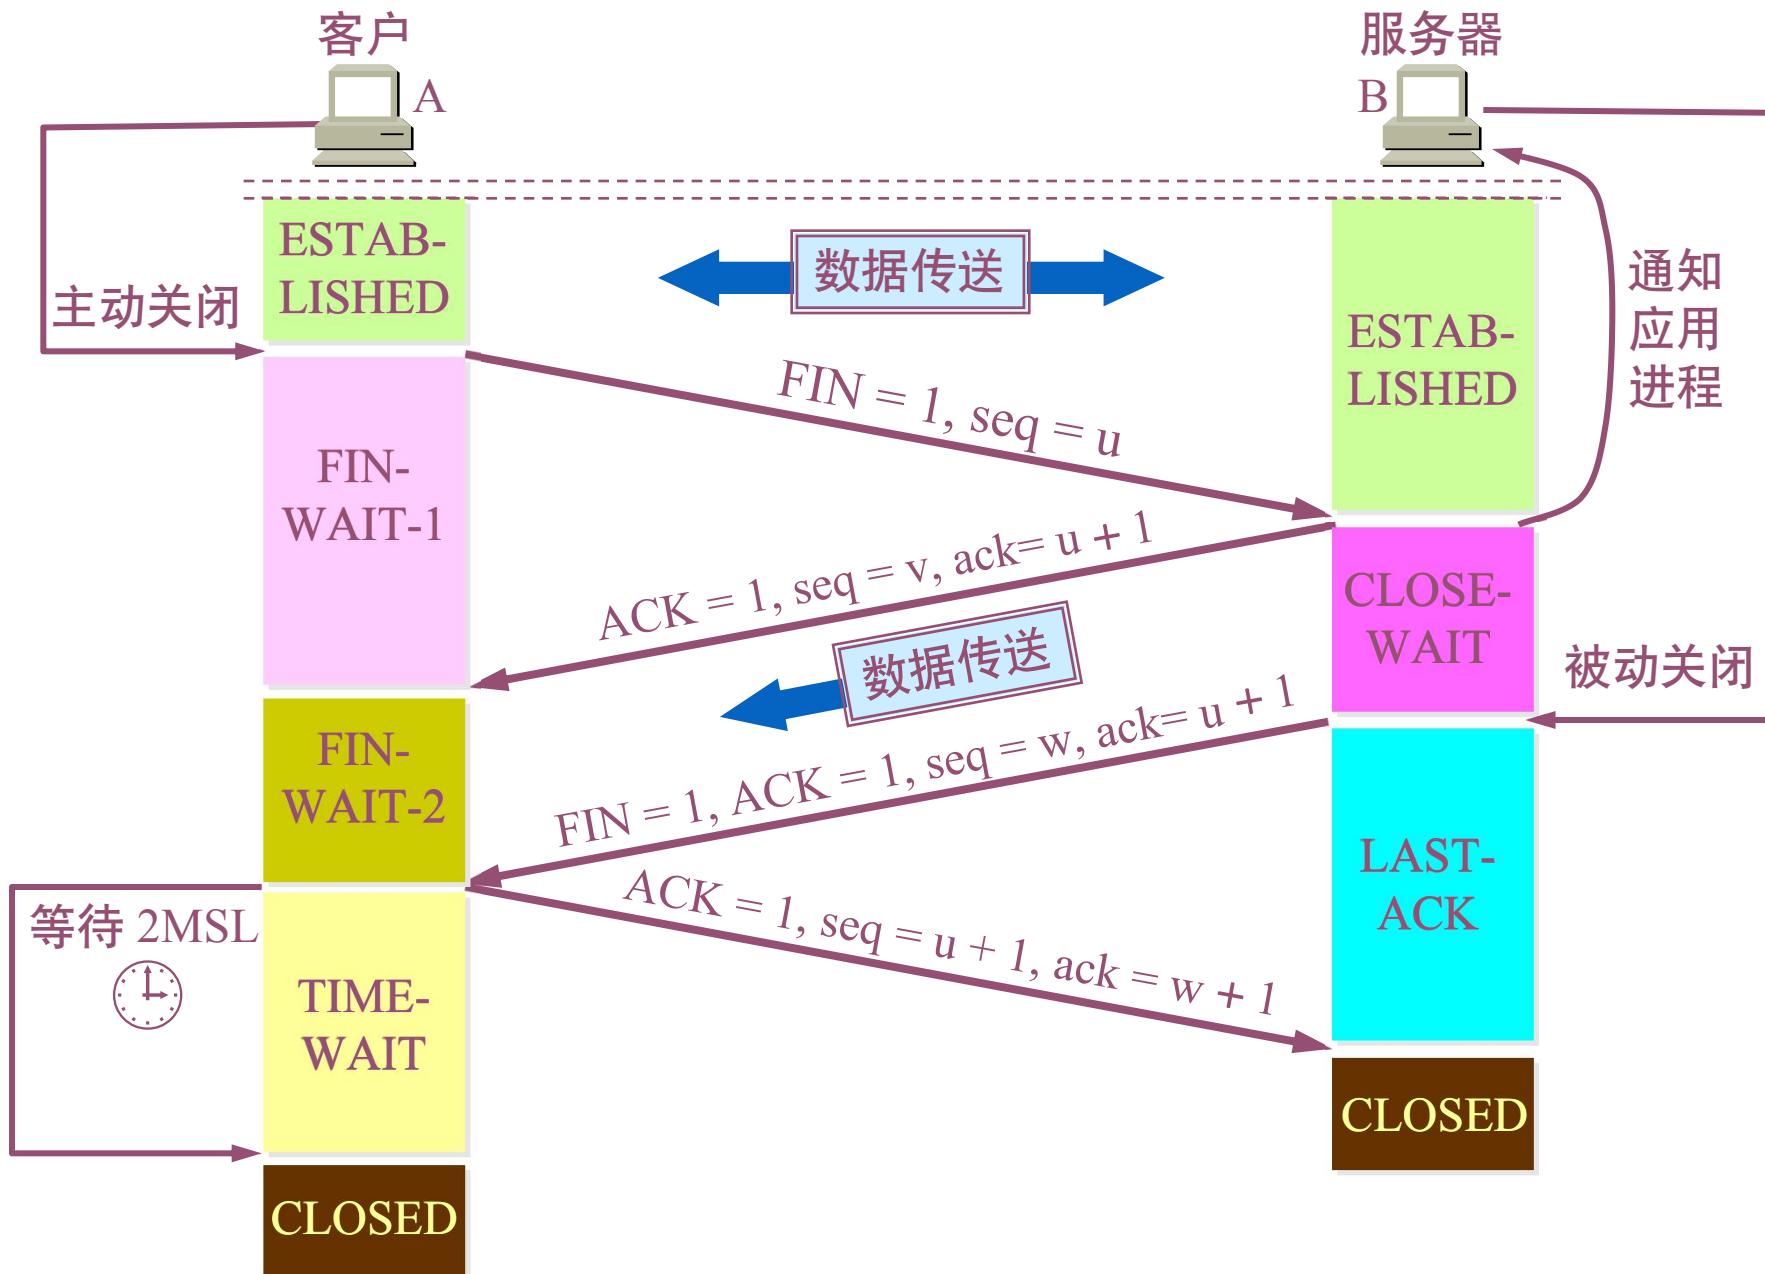 客户
服务器
A
B
ESTAB-
LISHED
数据传送
通知
应用
进程
主动关闭
ESTAB-
LISHED
FIN = 1, seq = u
FIN-
WAIT-1
ACK = 1, seq = v, ack= u + 1
CLOSE-
WAIT
数据传送
被动关闭
FIN-
WAIT-2
FIN = 1, ACK = 1, seq = w, ack= u + 1
LAST-
ACK
等待 2MSL
ACK = 1, seq = u + 1, ack = w + 1
TIME-
WAIT
CLOSED
CLOSED